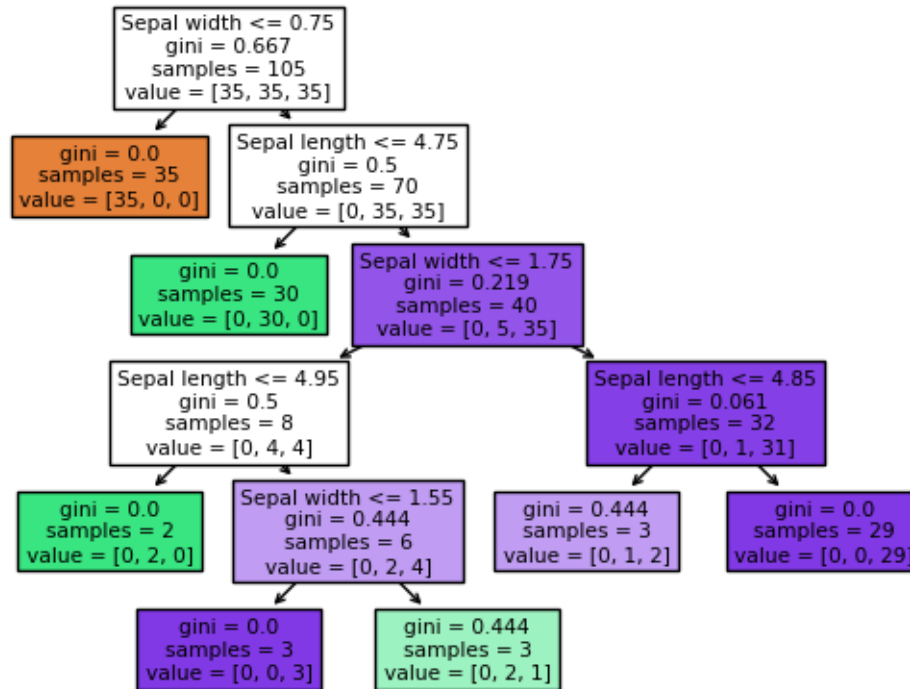 Sepal width <= 0.75
gini = 0.667
samples = 105
value = [35, 35, 35]
gini = 0.0
samples = 35
value = [35, 0, 0]
Sepal length <= 4.75
gini = 0.5
samples = 70
value = [0, 35, 35]
gini = 0.0
samples = 30
value = [0, 30, 0]
Sepal width <= 1.75
gini = 0.219
samples = 40
value = [0, 5, 35]
Sepal length <= 4.95
gini = 0.5
samples = 8
value = [0, 4, 4]
Sepal length <= 4.85
gini = 0.061
samples = 32
value = [0, 1, 31]
gini = 0.0
samples = 2
value = [0, 2, 0]
Sepal width <= 1.55
gini = 0.444
samples = 6
value = [0, 2, 4]
gini = 0.444
samples = 3
value = [0, 1, 2]
gini = 0.0
samples = 29
value = [0, 0, 29]
gini = 0.0
samples = 3
value = [0, 0, 3]
gini = 0.444
samples = 3
value = [0, 2, 1]